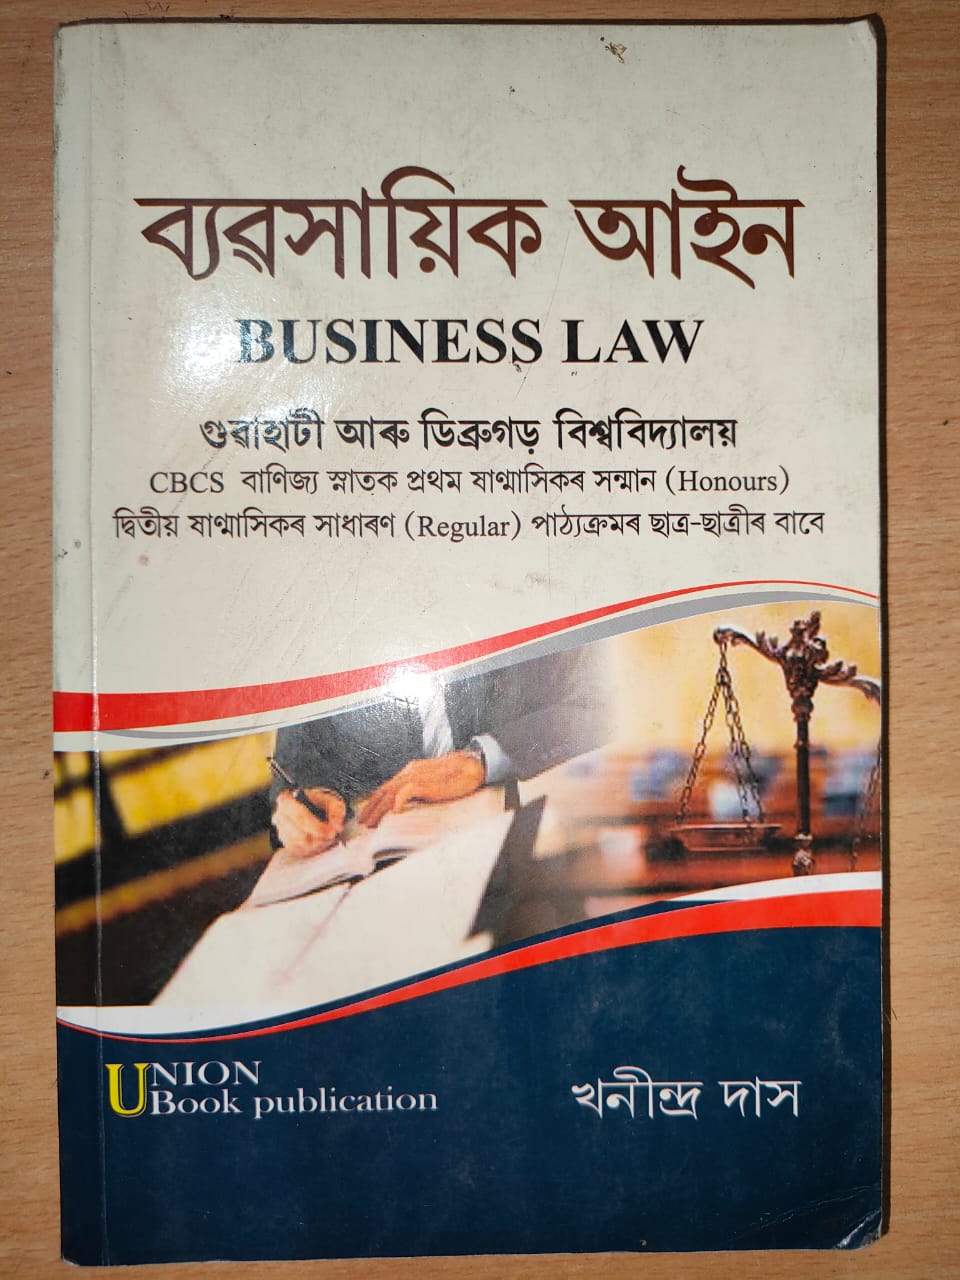 ব্যৱসায়িক আইন
BUSINESS LAW
গুৱাহাটী আৰু ডিব্ৰুগড় বিশ্ববিদ্যালয়
CBCS বাণিজ্য স্নাতক প্ৰথম ষাণ্মাসিকৰ সন্মান (Honours)
দ্বিতীয় ষাণ্মাসিকৰ সাধাৰণ (Regular) পাঠ্যক্ৰমৰ ছাত্ৰ-ছাত্ৰীৰ বাবে
UNION
Book publication
খনীন্দ্ৰ দাস